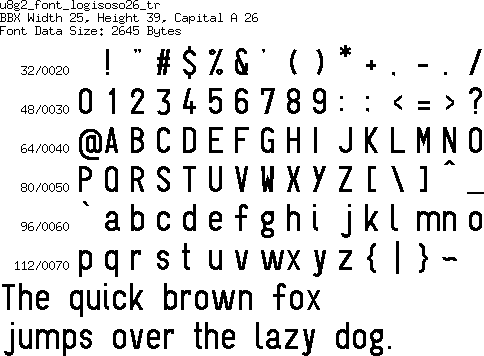 u8g2_font_logisoso26_tr
BBX Width 25, Height 39, Capital A 26
Font Data Size: 2645 Bytes
32/0020 ! " # $ % & ' ( ) * + , - . /
48/0030 0 1 2 3 4 5 6 7 8 9 : ; < = > ?
64/0040 @ A B C D E F G H I J K L M N O
80/0050 P Q R S T U V W X Y Z [ \ ] ^ _
96/0060 ` a b c d e f g h i j k l m n o
112/0070 p q r s t u v w x y z { | } ~
The quick brown fox
jumps over the lazy dog.